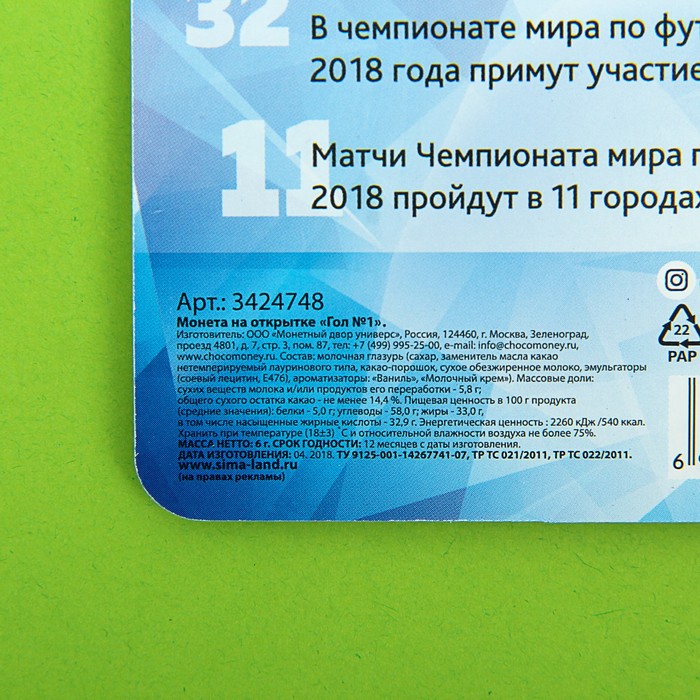 32
В чемпионате мира по фут
2018 года примут участие
11
Матчи Чемпионата мира п
2018 пройдут в 11 городах
Арт.: 3424748
Монета на открытке «Гол №1».
Изготовитель: ООО «Монетный двор универс», Россия, 124460, г. Москва, Зеленоград,
проезд 4801, д. 7, стр. 3, пом. 87, тел: +7 (499) 995-25-00, e-mail: info@chocomoney.ru,
www.chocomoney.ru. Состав: молочная глазурь (сахар, заменитель масла какао
нетемперируемый лауринового типа, какао-порошок, сухое обезжиренное молоко, эмульгаторы
(соевый лецитин, Е476), ароматизаторы: «Ваниль», «Молочный крем»). Массовые доли:
сухих веществ молока и/или продуктов его переработки - 5,8 г;
общего сухого остатка какао - не менее 14,4 %. Пищевая ценность в 100 г продукта
(средние значения): белки - 5,0 г; углеводы - 58,0 г; жиры - 33,0 г,
в том числе насыщенные жирные кислоты - 32,9 г. Энергетическая ценность : 2260 кДж /540 ккал.
Хранить при температуре (18±3) °С и относительной влажности воздуха не более 75%.
МАССА НЕТТО: 6 г. СРОК ГОДНОСТИ: 12 месяцев с даты изготовления.
ДАТА ИЗГОТОВЛЕНИЯ: 04. 2018. ТУ 9125-001-14267741-07, ТР ТС 021/2011, ТР ТС 022/2011.
www.sima-land.ru
(на правах рекламы)
22
PAP
6